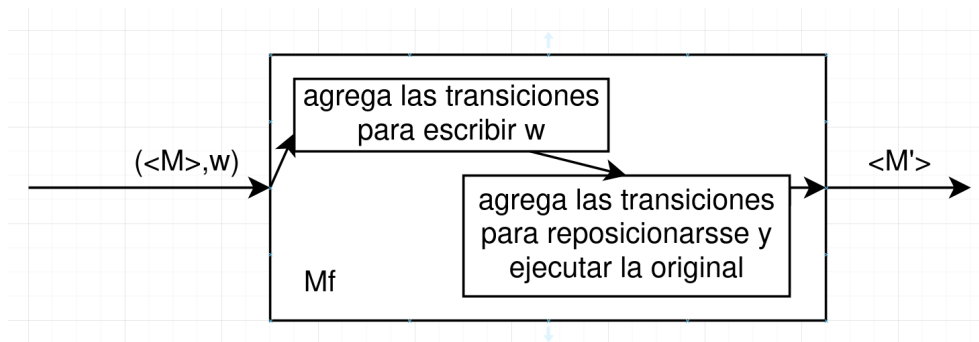 agrega las transiciones
para escribir w
(<M>,w)
<M'>
agrega las transiciones
para reposicionarsse y
ejecutar la original
Mf